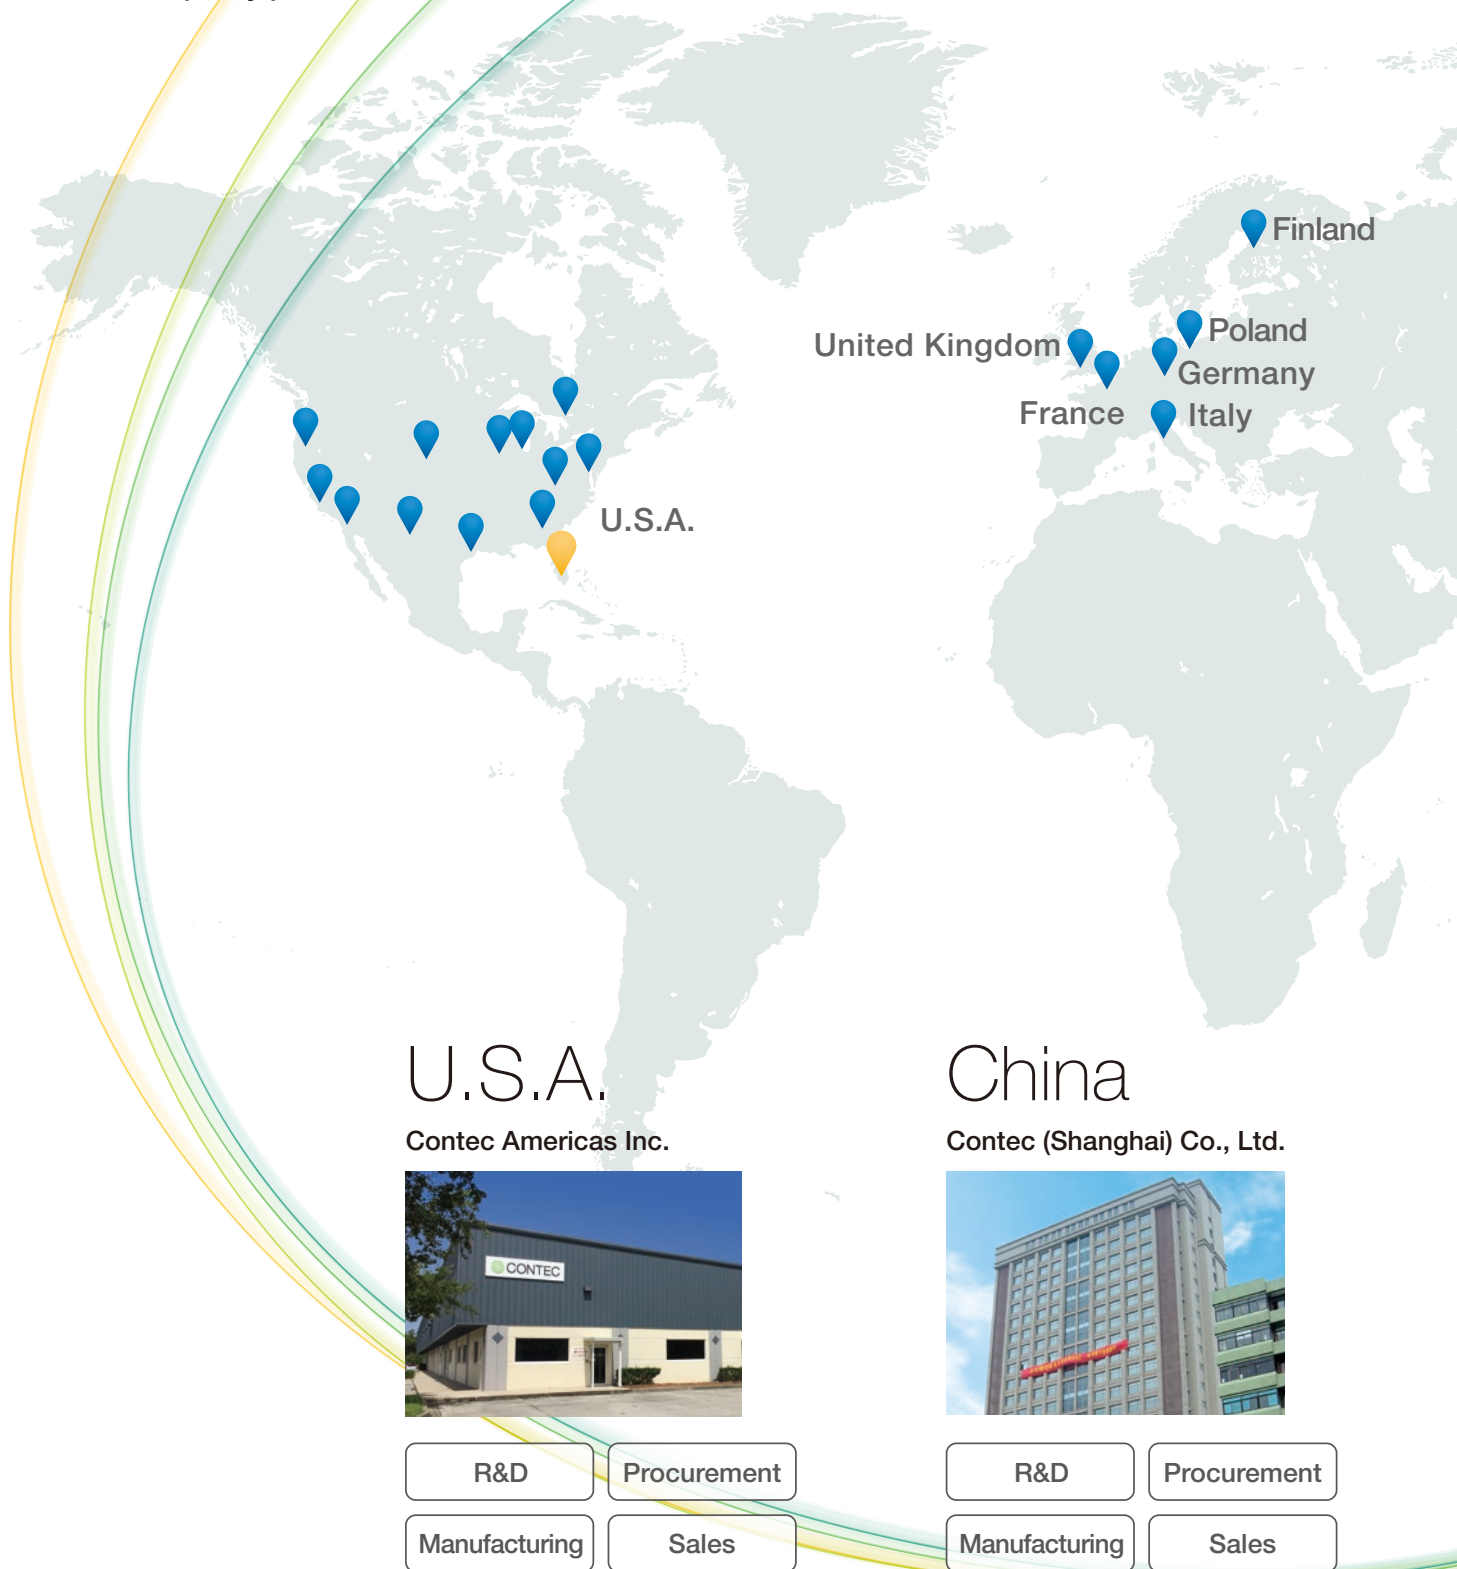 Finland
Poland
United Kingdom
Germany
France
Italy
U.S.A.
U.S.A.
China
Contec Americas Inc.
Contec (Shanghai) Co., Ltd.
CONTEC
R&D
Procurement
R&D
Procurement
Manufacturing
Sales
Manufacturing
Sales